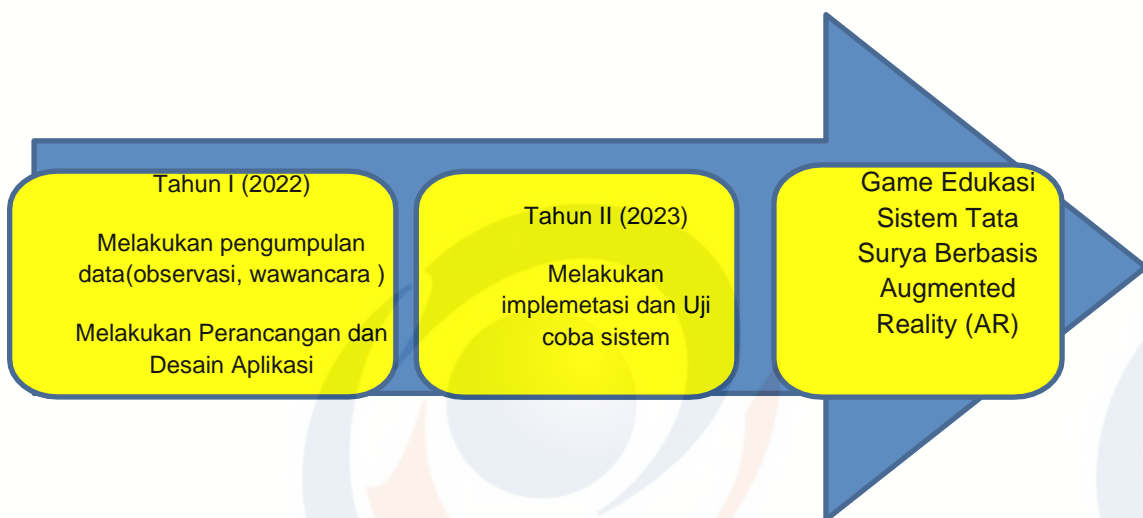 Tahun I (2022)
Melakukan pengumpulan
data(observasi, wawancara )
Melakukan Perancangan dan
Desain Aplikasi
Tahun II (2023)
Melakukan
implemetasi dan Uji
coba sistem
Game Edukasi
Sistem Tata
Surya Berbasis
Augmented
Reality (AR)